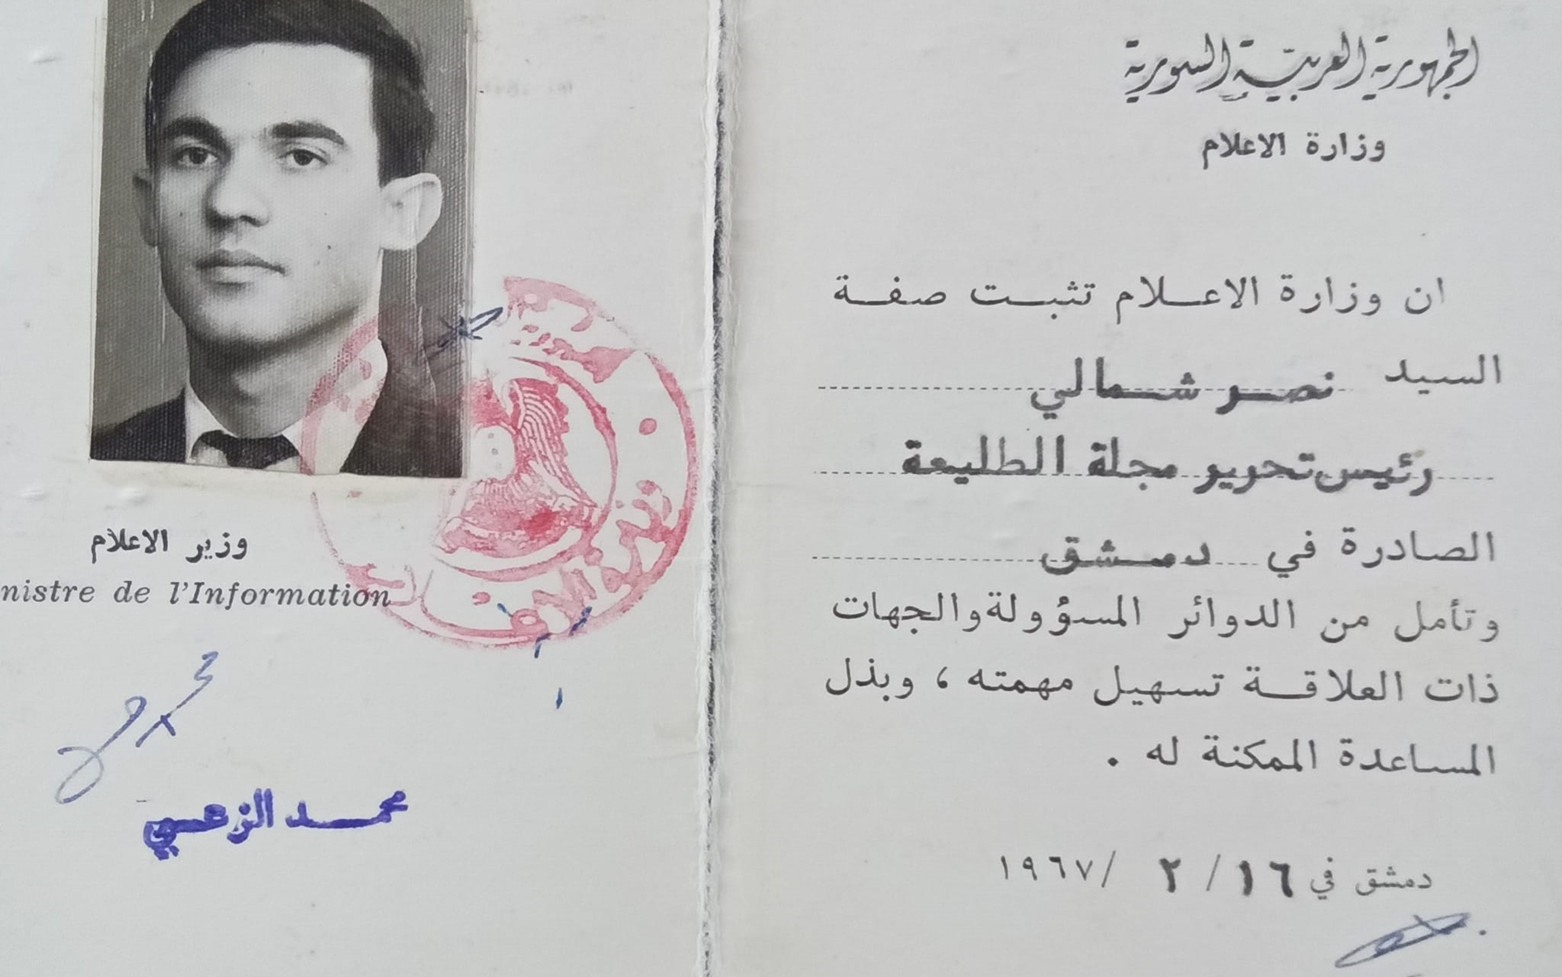 الجمهورية العربية السورية
وزارة الاعلام
ان وزارة الاعلام تثبت صفة
السيد نصر شمالي
رئيس تحرير مجلة الطليعة
الصادرة في دمشق
وتأمل من الدوائر المسؤولة والجهات
ذات العلاقة تسهيل مهمته ، وبذل
المساعدة الممكنة له .
دمشق في ١٦ / ٢ /١٩٦٧
وزير الاعلام
nistre de l'Information
محمد الزعبي